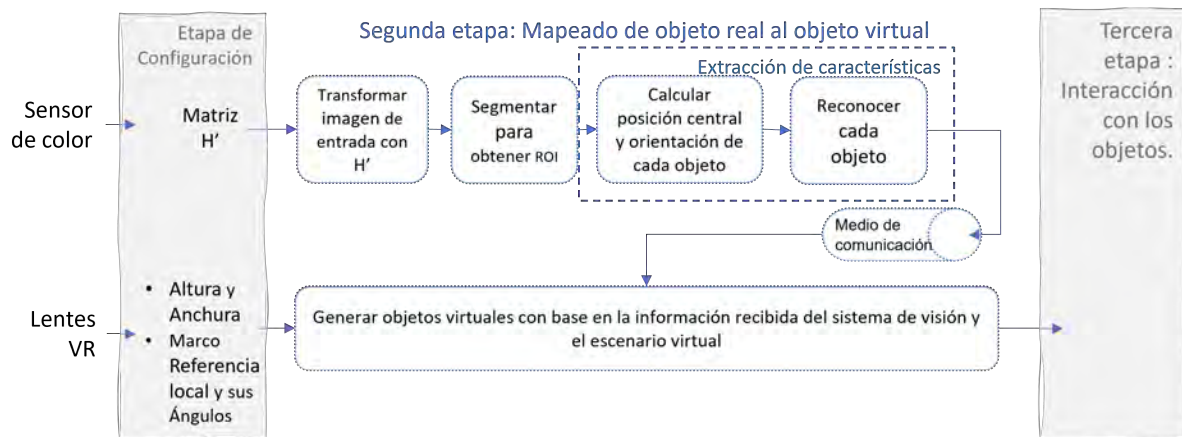 Etapa de
Configuración
Segunda etapa: Mapeado de objeto real al objeto virtual
Extracción de características
Tercera
etapa :
Interacción
con los
objetos.
Sensor
de color
Matriz
H’
Transformar
imagen de
entrada con
H’
Segmentar
para
obtener ROI
Calcular
posición central
y orientación de
cada objeto
Reconocer
cada
objeto
Medio de
comunicación
Lentes
VR
• Altura y
Anchura
• Marco
Referencia
local y sus
Ángulos
Generar objetos virtuales con base en la información recibida del sistema de visión y
el escenario virtual